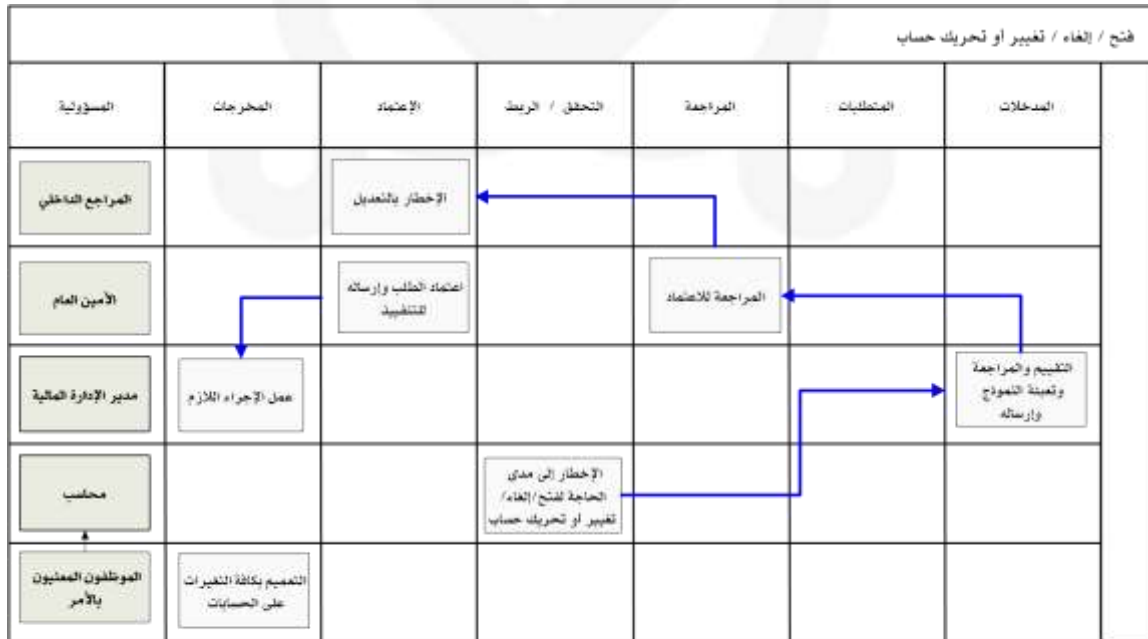 فتح / إلغاء / تغيير أو تحريك حساب
المدخلات
المتطلبات
المراجعة
التحقق / الربط
الإعتماد
المخرجات
المسؤولية
الإخطار بالتعديل
المراجع الداخلي
المراجعة للاعتماد
اعتماد الطلب وإرساله
للتنفيذ
الأمين العام
التقييم والمراجعة
وتعبئة النموذج
وإرساله
عمل الإجراء اللازم
مدير الإدارة المالية
الإخطار إلى مدى
الحاجة لفتح/إلغاء/
تغيير أو تحريك حساب
محاسب
التعميم بكافة التغيرات
على الحسابات
الموظفون المعنيون
بالأمر